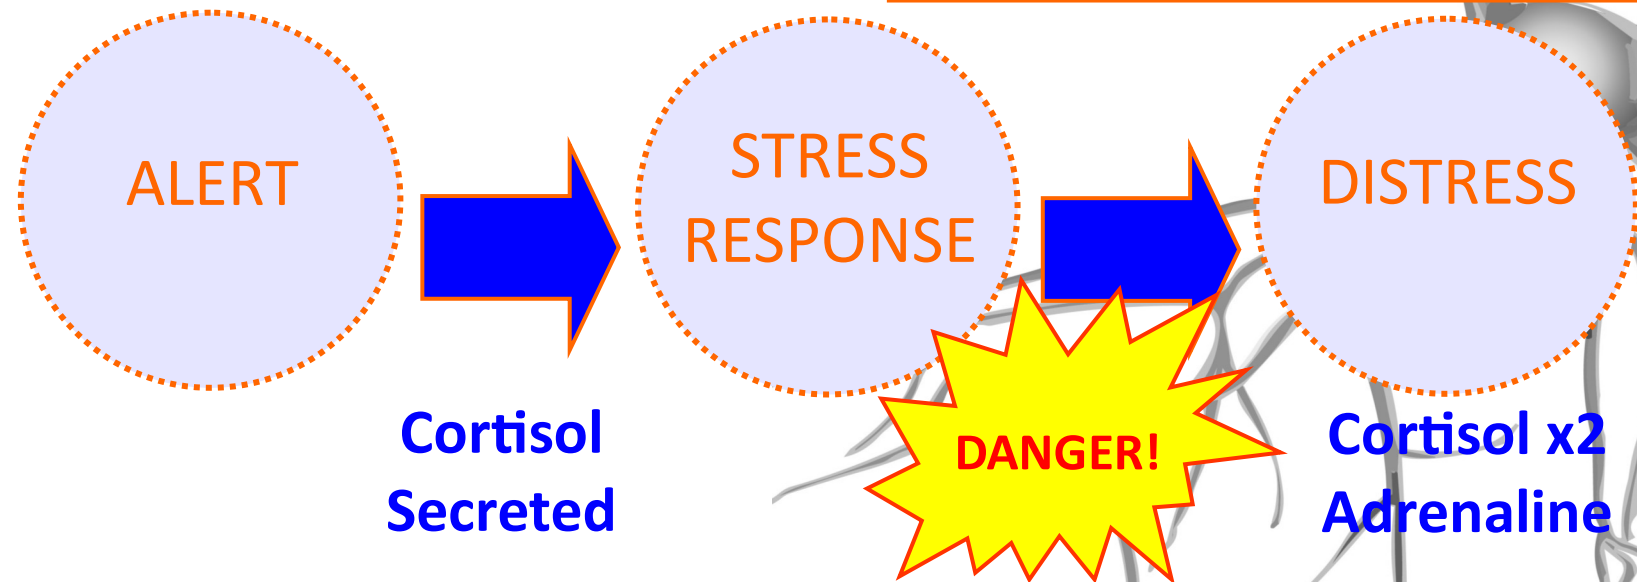 ALERT
STRESS
RESPONSE
DISTRESS
Cortisol
Secreted
DANGER!
Cortisol x2
Adrenaline